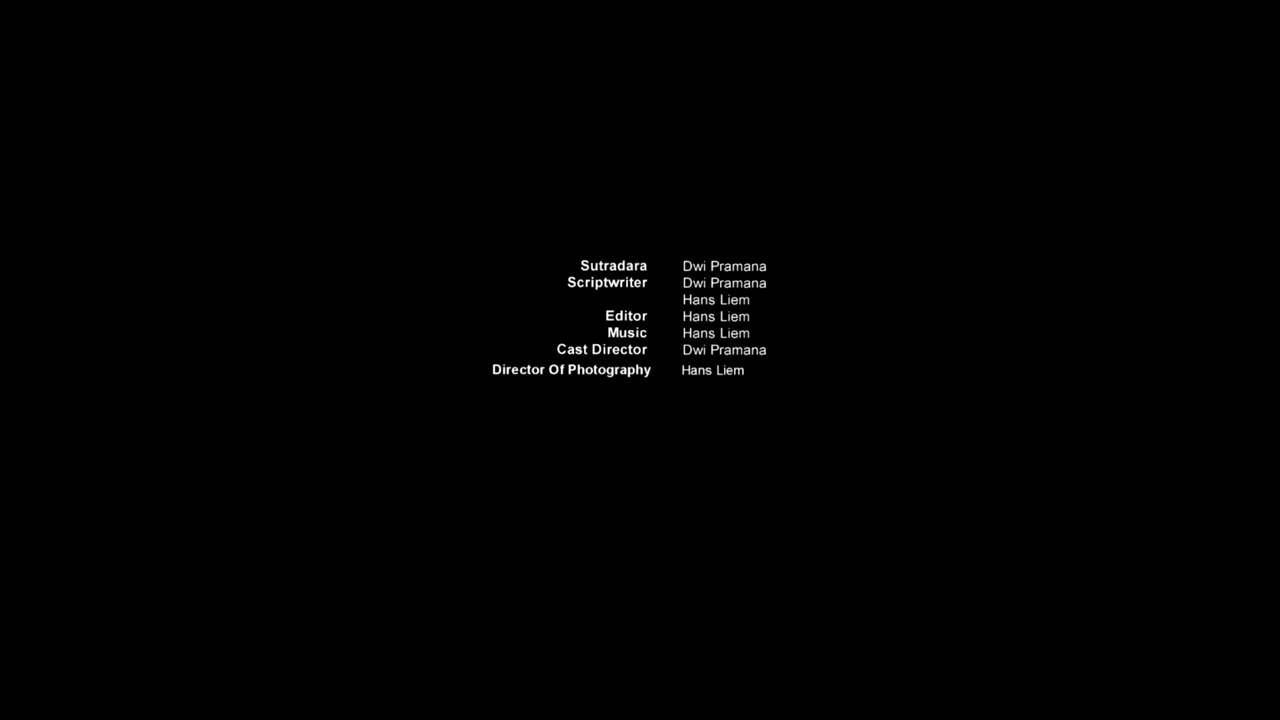 Sutradara Dwi Pramana
Scriptwriter Dwi Pramana
Hans Liem
Editor Hans Liem
Music Hans Liem
Cast Director Dwi Pramana
Director Of Photography Hans Liem